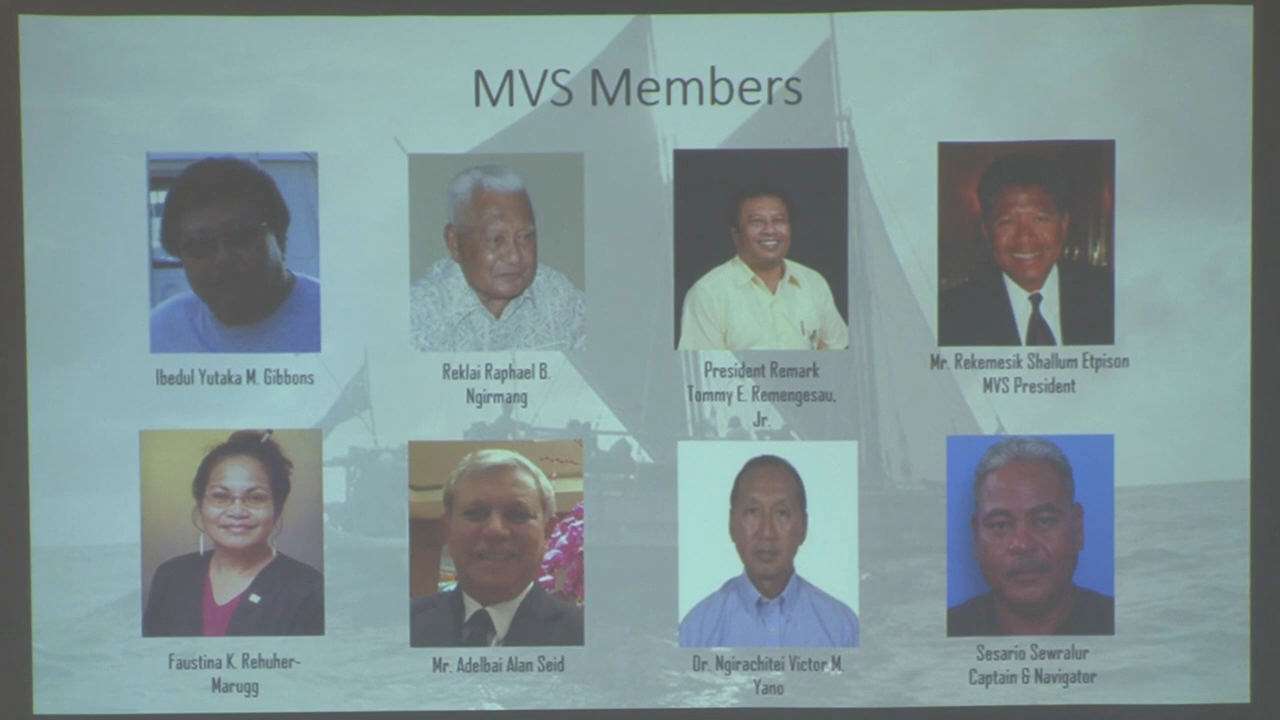 MVS Members
Ibedul Yutaka M. Gibbons
Reklai Raphael B.
Ngirmang
President Remark
Tommy E. Remengesau,
Jr.
Mr. Rekemesik Shallum Etpison
MVS President
Faustina K. Rehuher-
Marugg
Mr. Adelbai Alan Seid
Dr. Ngirachitei Victor M.
Yano
Sesario Sewralur
Captain & Navigator